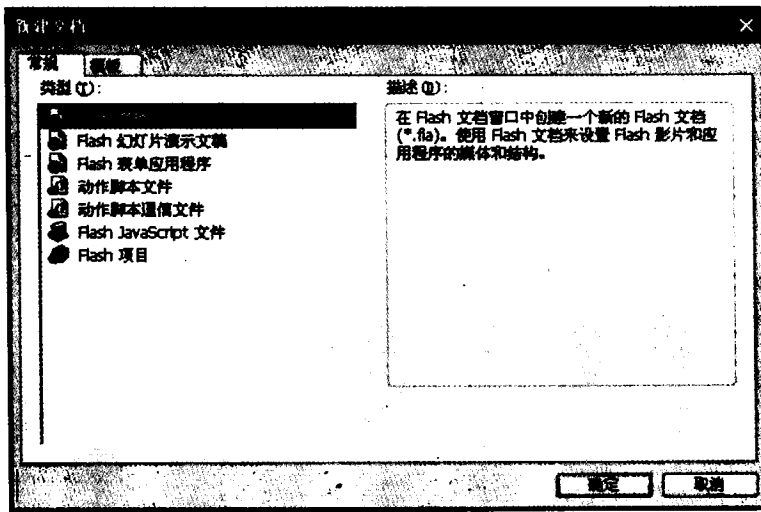 新建文档
常规 模板
类型(T):
描述(D):
Flash 幻灯片演示文稿
Flash 表单应用程序
动作脚本文件
动作脚本通信文件
Flash JavaScript 文件
Flash 项目
在 Flash 文档窗口中创建一个新的 Flash 文档
(*.fla)。使用 Flash 文档来设置 Flash 影片和应
用程序的媒体和结构。
确定 取消